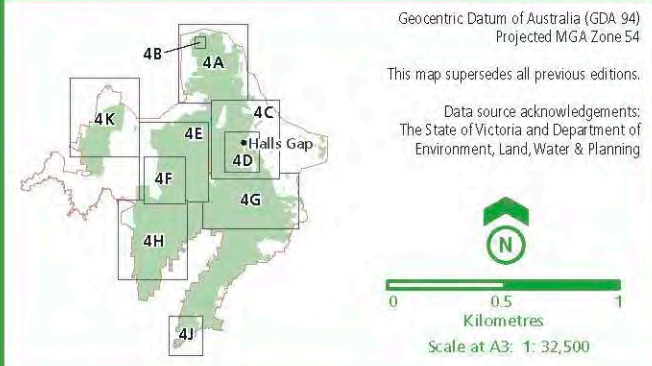 Geocentric Datum of Australia (GDA 94)
Projected MGA Zone 54
This map supersedes all previous editions.
Data source acknowledgements:
The State of Victoria and Department of
Environment, Land, Water & Planning
4B
4A
4K
4C
4E
Halls Gap
4D
4F
4G
4H
4J
N
0 0.5 1
Kilometres
Scale at A3: 1: 32,500